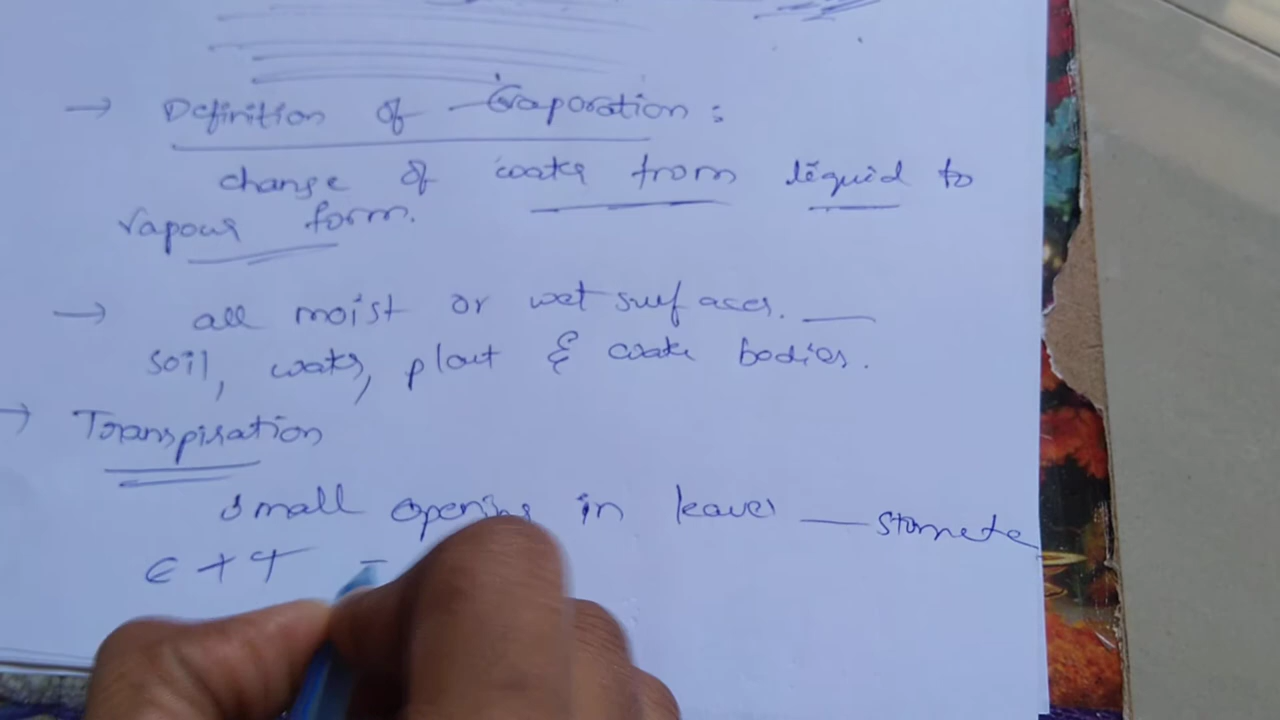 → Definition of Evaporation :
change of water from liquid to
vapour form.
→ all moist or wet surfaces. —
soil, water, plant & water bodies.
→ Transpiration
small opening in leaves — stomete
E + T =